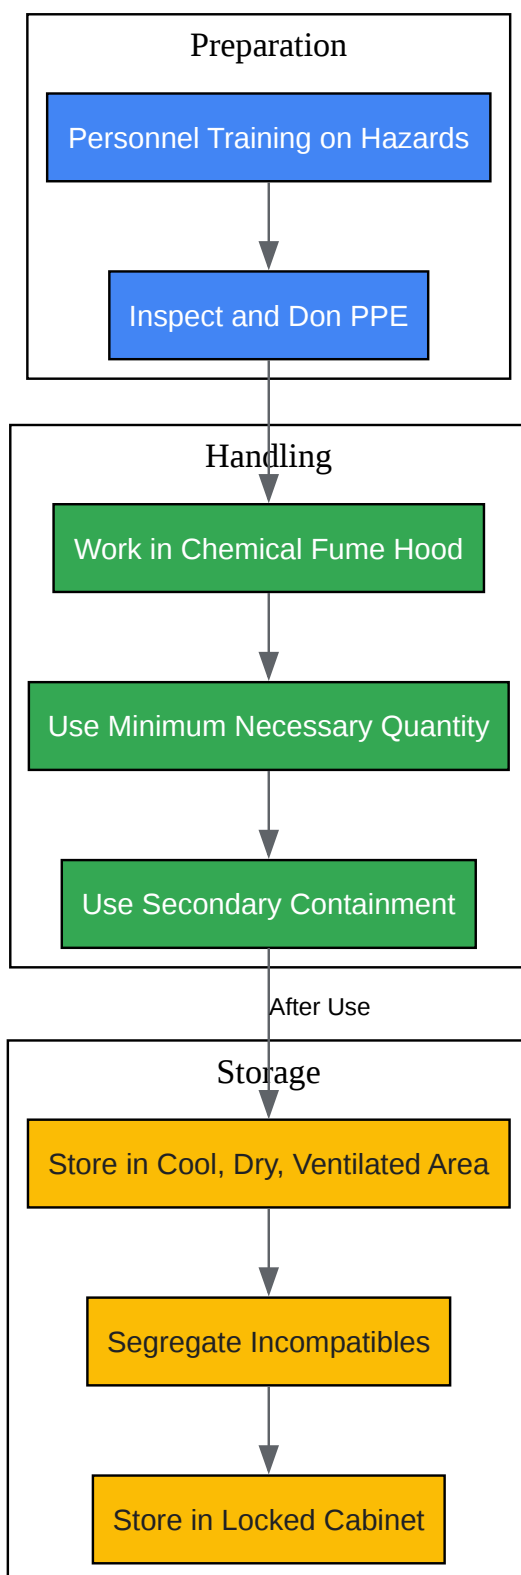 Preparation
Personnel Training on Hazards
Inspect and Don PPE
Handling
Work in Chemical Fume Hood
Use Minimum Necessary Quantity
Use Secondary Containment
After Use
Storage
Store in Cool, Dry, Ventilated Area
Segregate Incompatibles
Store in Locked Cabinet